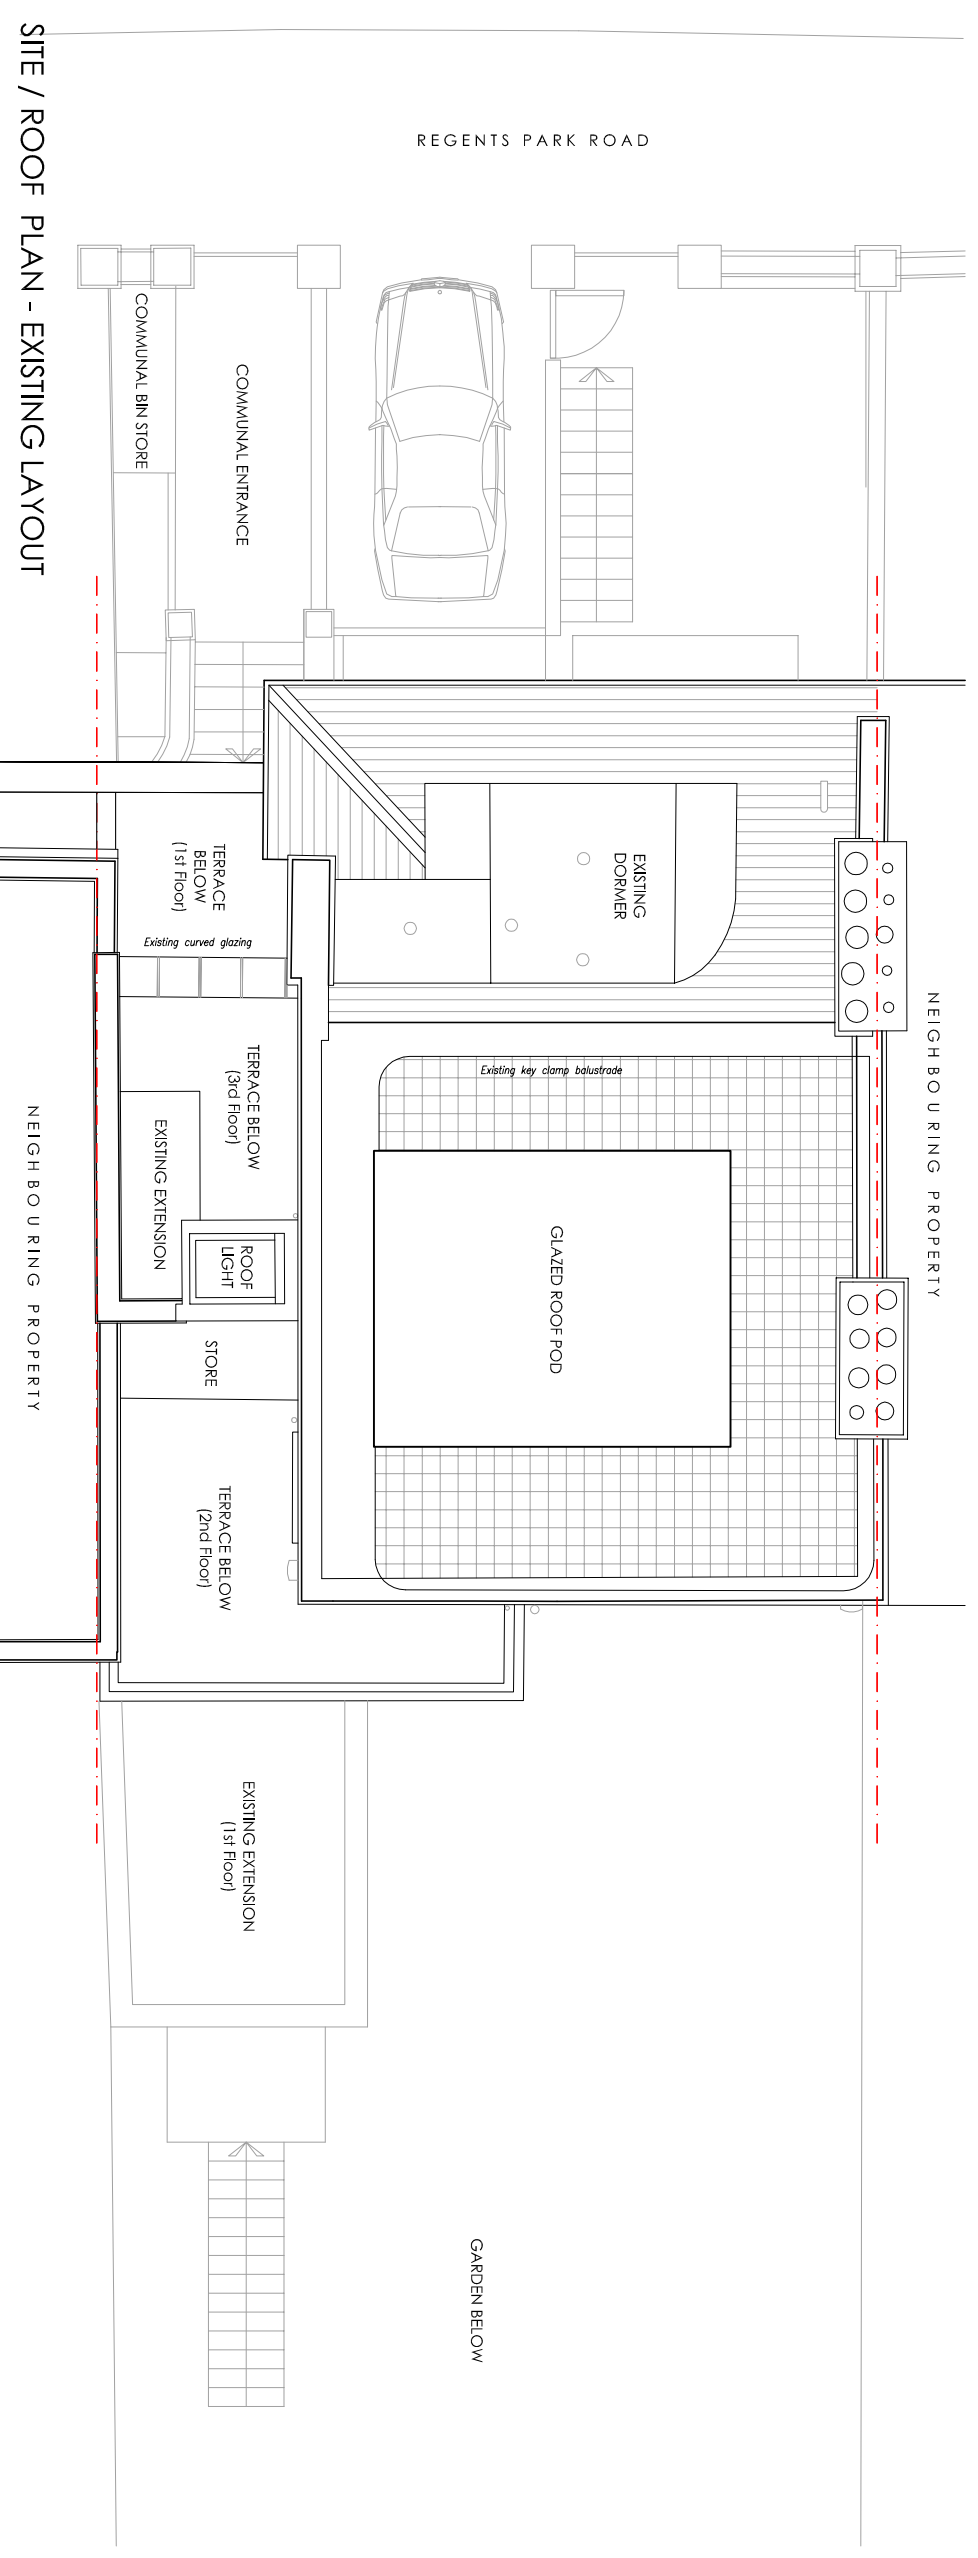 SITE / ROOF PLAN - EXISTING LAYOUT
REGENTS PARK ROAD
COMMUNAL BIN STORE
COMMUNAL ENTRANCE
TERRACE
BELOW
(1st Floor)
Existing curved glazing
EXISTING
DORMER
NEIGHBOURING PROPERTY
TERRACE BELOW
(3rd Floor)
Existing key clamp balustrade
EXISTING EXTENSION
ROOF
LIGHT
GLAZED ROOF POD
NEIGHBOURING PROPERTY
STORE
TERRACE BELOW
(2nd Floor)
EXISTING EXTENSION
(1st Floor)
GARDEN BELOW